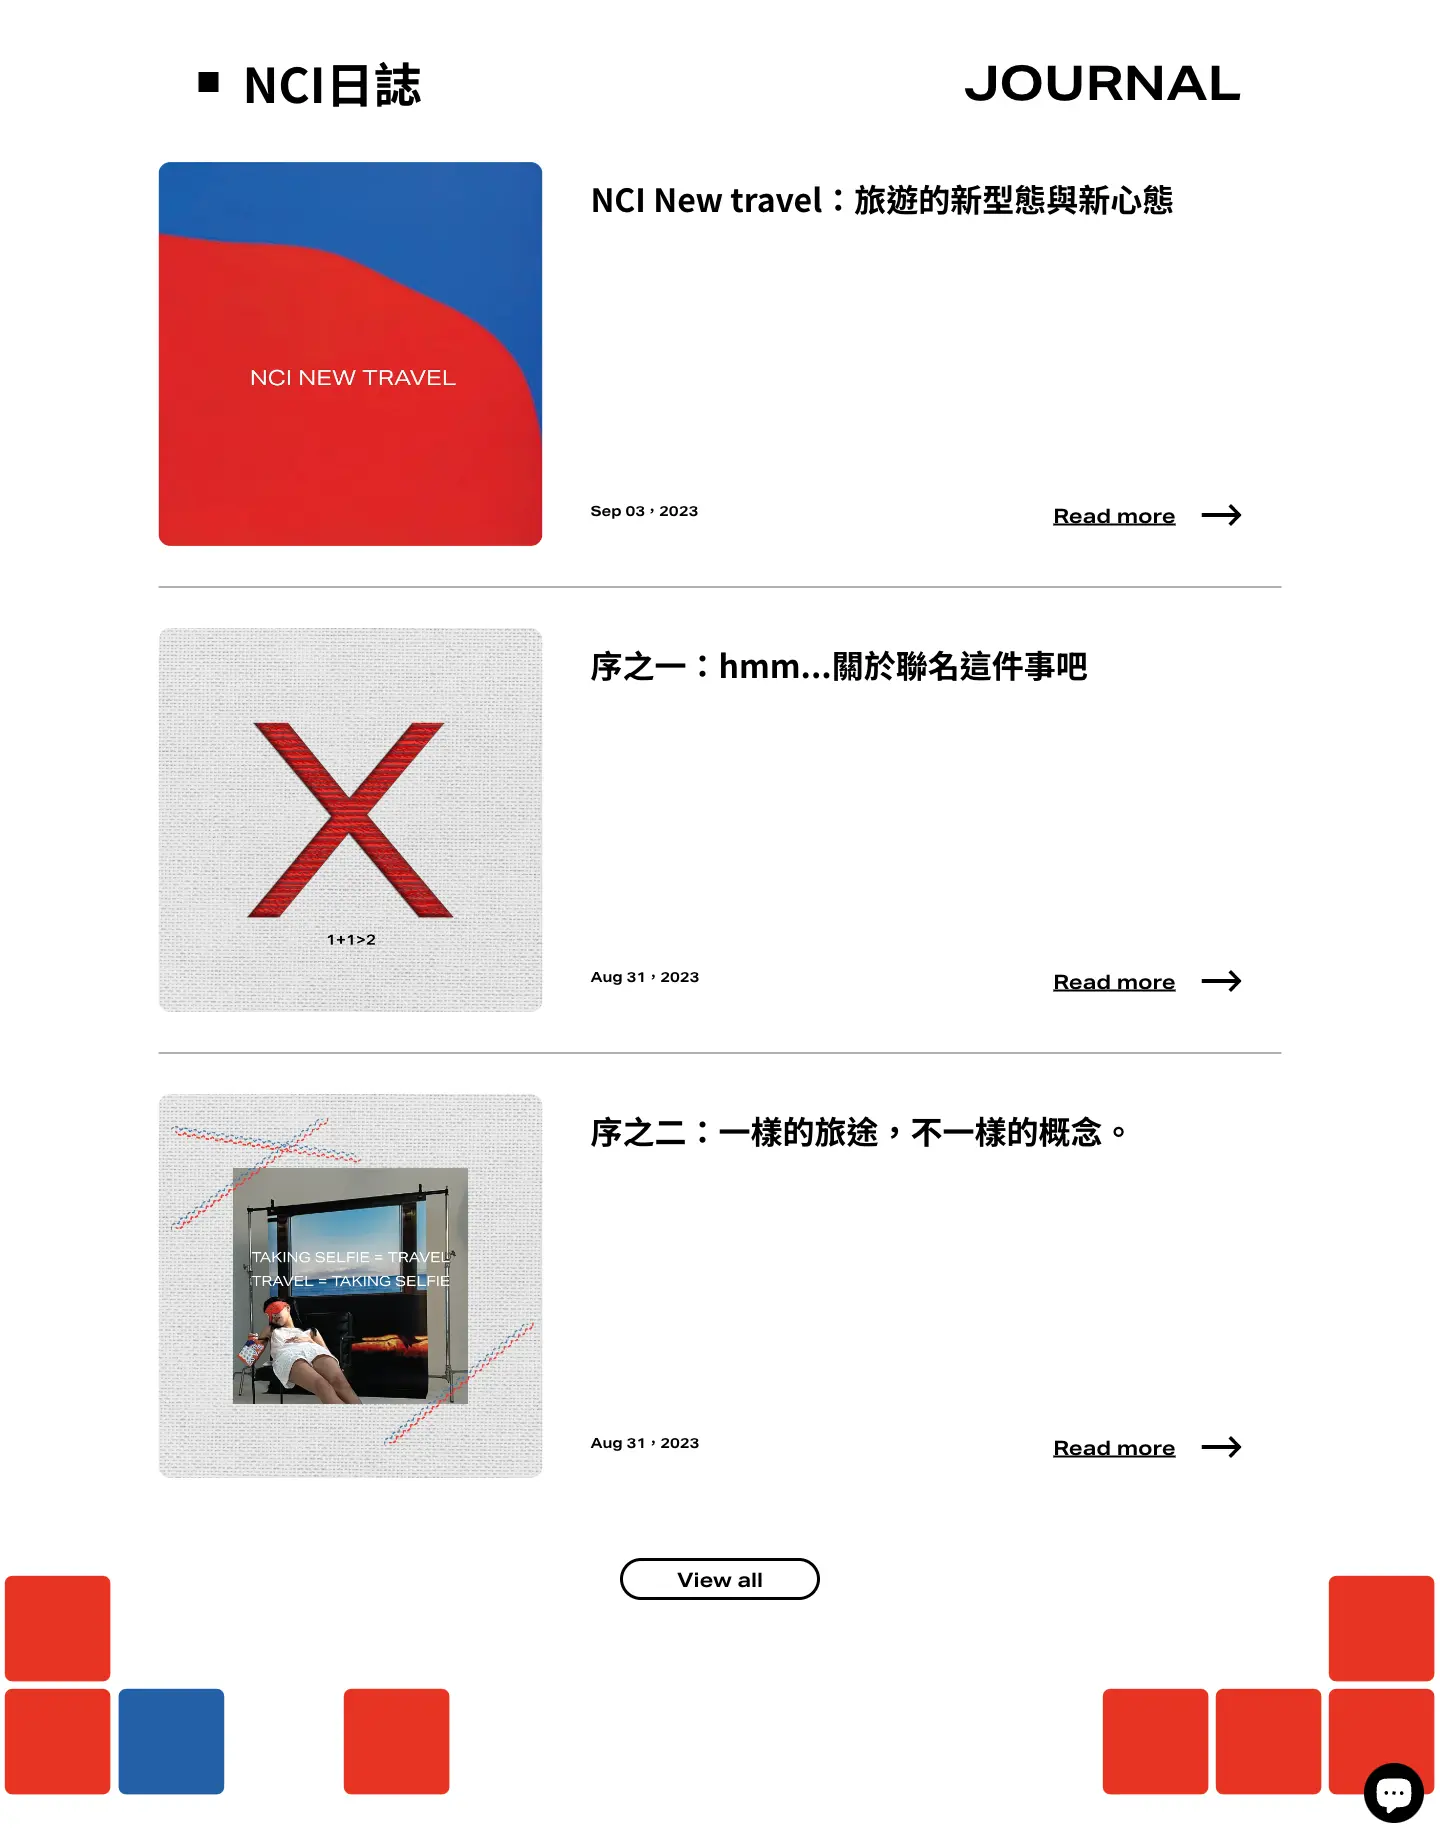 NCI日誌
JOURNAL
NCI New travel：旅遊的新型態與新心態
NCI NEW TRAVEL
Sep 03，2023
Read more
序之一：hmm...關於聯名這件事吧
X
1+1>2
Aug 31，2023
Read more
序之二：一樣的旅途，不一樣的概念。
TAKING SELFIE = TRAVEL
TRAVEL = TAKING SELFIE
Aug 31，2023
Read more
View all